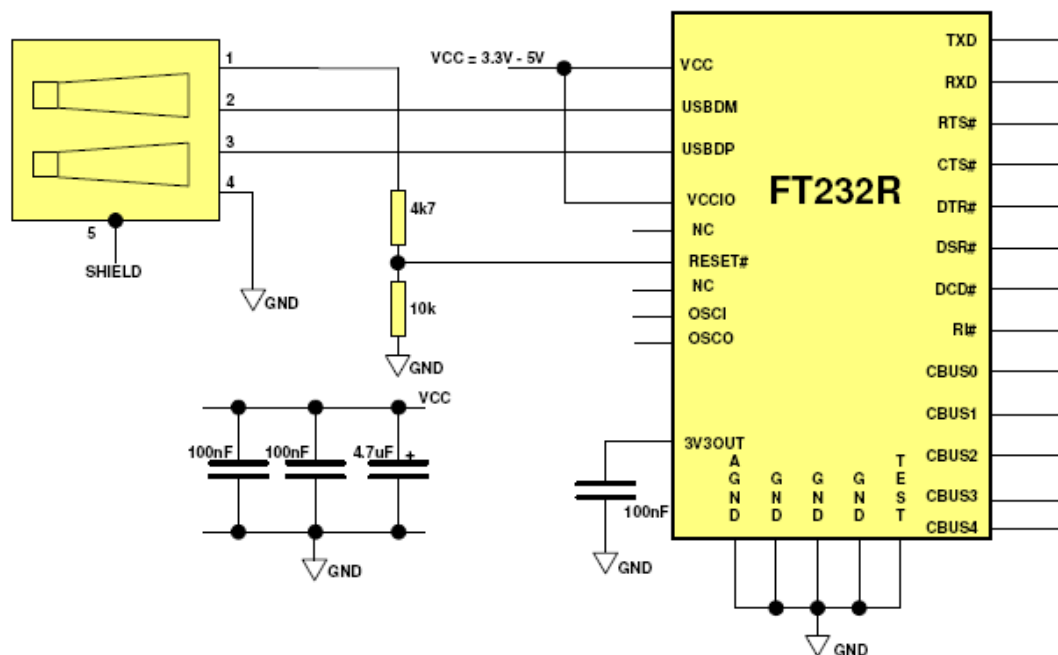 1
2
3
4
5
SHIELD
GND
VCC = 3.3V - 5V
4k7
10k
GND
VCC
100nF
100nF
4.7uF
+
GND
100nF
GND
FT232R
VCC
USBDM
USBDP
VCCIO
NC
RESET#
NC
OSCI
OSCO
3V3OUT
AGND
GND
GND
GND
TEST
GND
TXD
RXD
RTS#
CTS#
DTR#
DSR#
DCD#
RI#
CBUS0
CBUS1
CBUS2
CBUS3
CBUS4